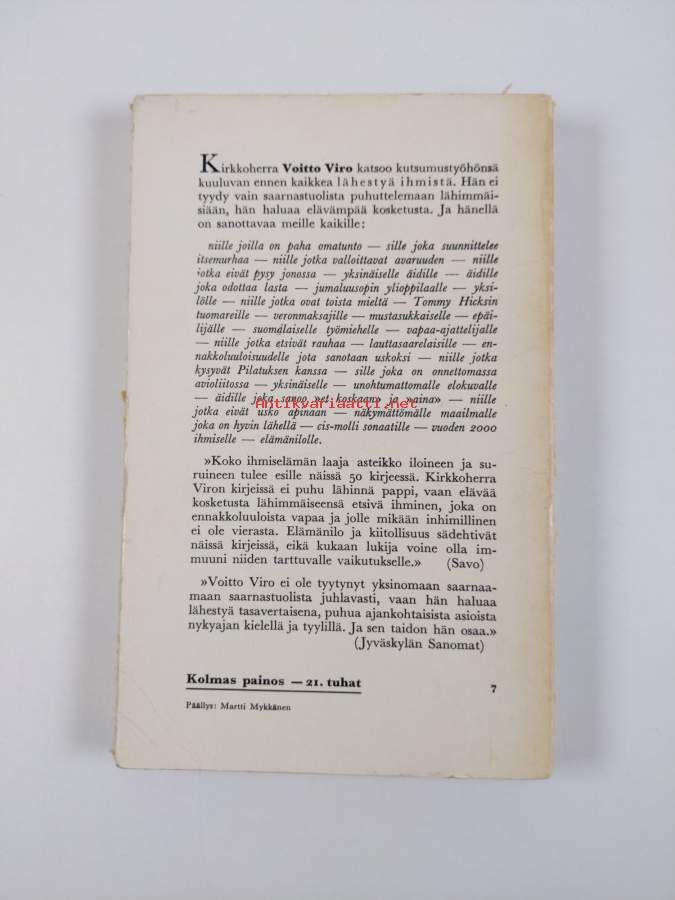 Kirkkoherra Voitto Viro katsoo kutsumustyöhönsä
kuuluvan ennen kaikkea lähestyä ihmistä. Hän ei
tyydy vain saarnastuolista puhuttelemaan lähimmäi-
siään, hän haluaa elävämpää kosketusta. Ja hänellä
on sanottavaa meille kaikille:
niille joilla on paha omatunto — sille joka suunnittelee
itsemurhaa — niille jotka valloittavat avaruuden — niille
jotka eivät pysy jonossa — yksinäiselle äidille — äidille
joka odottaa lasta — jumaluusopin ylioppilaalle — yksi-
lölle — niille jotka ovat toista mieltä — Tommy Hicksin
tuomareille — veronmaksajille — mustasukkaiselle — epäi-
lijälle — suomalaiselle työmiehelle — vapaa-ajattelijalle
— niille jotka etsivät rauhaa — lauttasaarelaisille — en-
nakkoluuloisuudelle jota sanotaan uskoksi — niille jotka
kysyvät Pilatuksen kanssa — sille joka on onnettomassa
avioliitossa — yksinäiselle — unohtumattomalle elokuvalle
— äidille joka sanoo »et koskaan» ja »aina» — niille
Antikvariaatti.net
jotka eivät usko apinaan — näkymättömälle maailmalle
joka on hyvin lähellä — cis-molli sonaatille — vuoden 2000
ihmiselle — elämänilolle.
»Koko ihmiselämän laaja asteikko iloineen ja su-
ruineen tulee esille näissä 50 kirjeessä. Kirkkoherra
Viron kirjeissä ei puhu lähinnä pappi, vaan elävää
kosketusta lähimmäiseensä etsivä ihminen, joka on
ennakkoluuloista vapaa ja jolle mikään inhimillinen
ei ole vierasta. Elämänilo ja kiitollisuus sädehtivät
näissä kirjeissä, eikä kukaan lukija voine olla im-
muuni niiden tarttuvalle vaikutukselle.» (Savo)
»Voitto Viro ei ole tyytynyt yksinomaan saarnaa-
maan saarnastuolista juhlavasti, vaan hän haluaa
lähestyä tasavertaisena, puhua ajankohtaisista asioista
nykyajan kielellä ja tyylillä. Ja sen taidon hän osaa.»
(Jyväskylän Sanomat)
Kolmas painos — 21. tuhat
7
Päällys: Martti Mykkänen